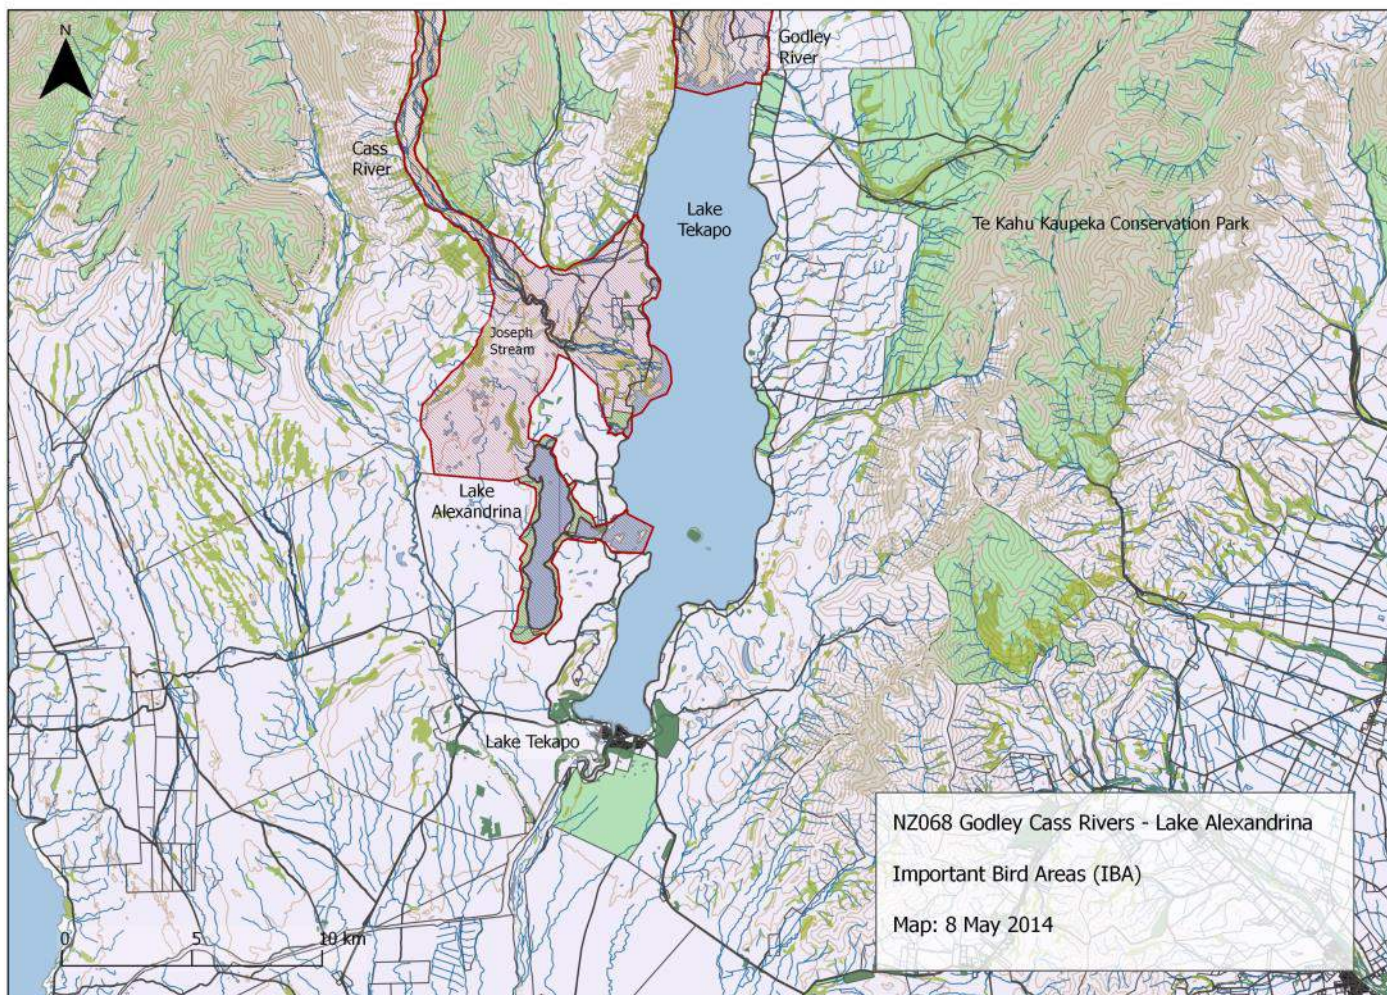 N
Godley
River
Cass
River
Lake
Tekapo
Te Kahu Kaupeka Conservation Park
Joseph
Stream
Lake
Alexandrina
Lake Tekapo
NZ068 Godley Cass Rivers - Lake Alexandrina
Important Bird Areas (IBA)
Map: 8 May 2014
0 5 10 km